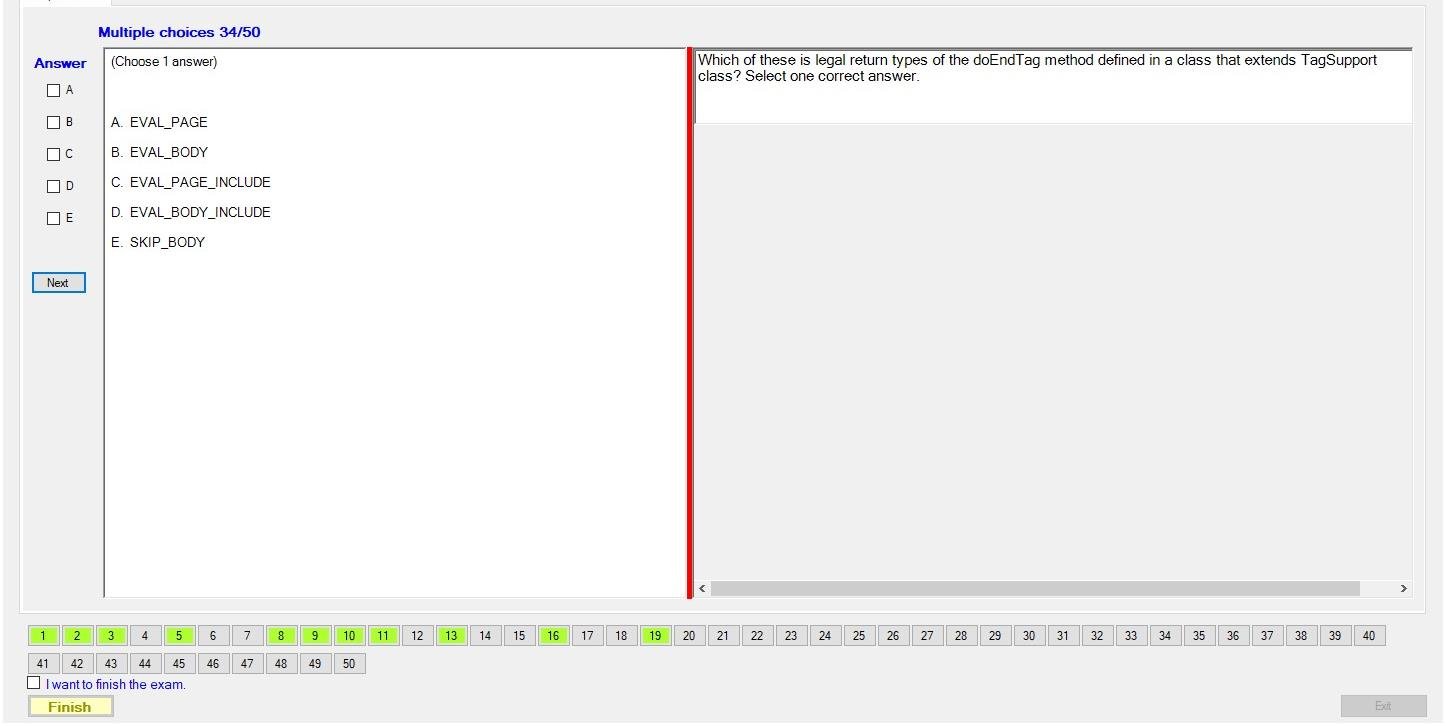 Multiple choices 34/50
Answer
A
B
C
D
E
Next
(Choose 1 answer)
A. EVAL_PAGE
B. EVAL_BODY
C. EVAL_PAGE_INCLUDE
D. EVAL_BODY_INCLUDE
E. SKIP_BODY
Which of these is legal return types of the doEndTag method defined in a class that extends TagSupport
class? Select one correct answer.
1 2 3 4 5 6 7 8 9 10 11 12 13 14 15 16 17 18 19 20 21 22 23 24 25 26 27 28 29 30 31 32 33 34 35 36 37 38 39 40
41 42 43 44 45 46 47 48 49 50
I want to finish the exam.
Finish
Exit